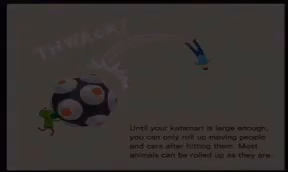 THWACK!
Until your katamari is large enough,
you can only roll up moving people
and cars after hitting them. Most
animals can be rolled up as they are.